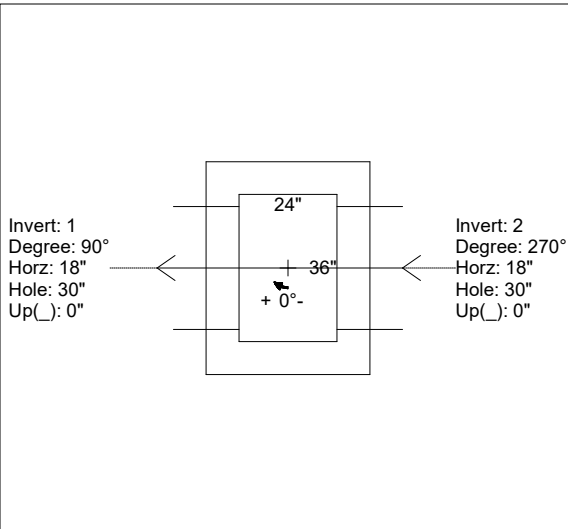 24"
36"
+ 0°-
Invert: 1
Degree: 90°
Horz: 18"
Hole: 30"
Up(_): 0"
Invert: 2
Degree: 270°
Horz: 18"
Hole: 30"
Up(_): 0"